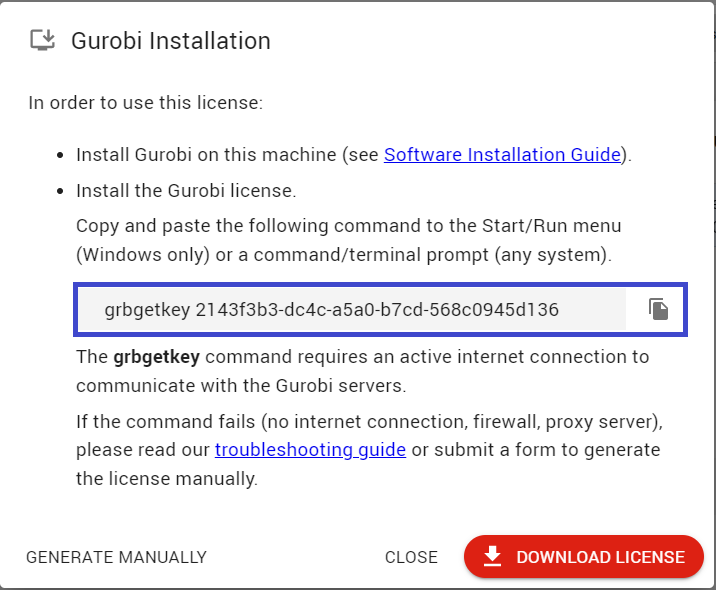 Gurobi Installation
In order to use this license:
Install Gurobi on this machine (see Software Installation Guide).
Install the Gurobi license.
Copy and paste the following command to the Start/Run menu
(Windows only) or a command/terminal prompt (any system).
grbgetkey 2143f3b3-dc4c-a5a0-b7cd-568c0945d136
The grbgetkey command requires an active internet connection to
communicate with the Gurobi servers.
If the command fails (no internet connection, firewall, proxy server),
please read our troubleshooting guide or submit a form to generate
the license manually.
GENERATE MANUALLY CLOSE DOWNLOAD LICENSE